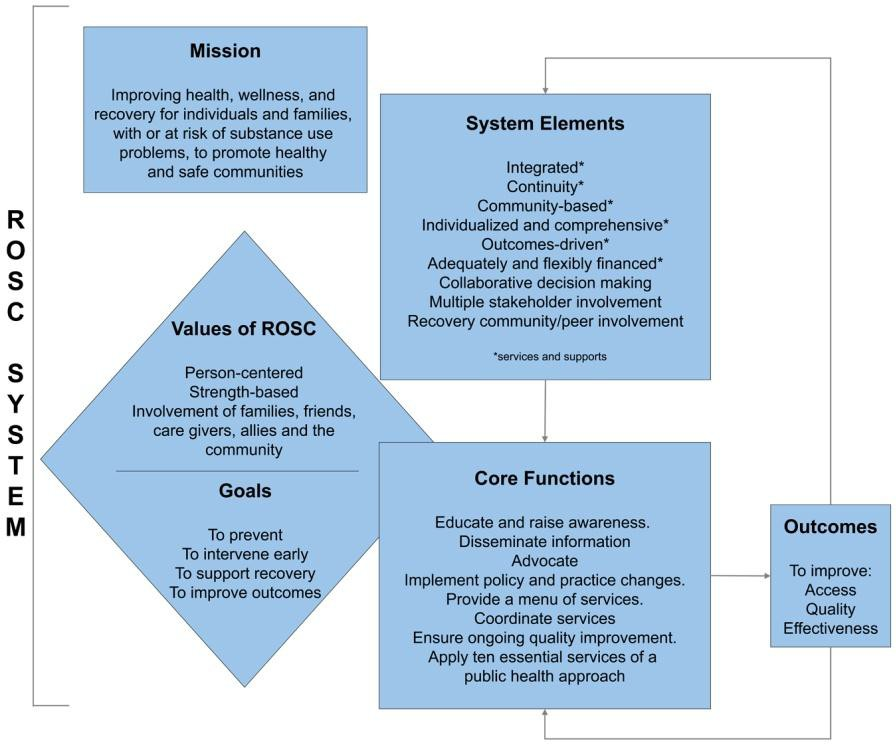 ROSC SYSTEM
Mission
Improving health, wellness, and
recovery for individuals and families,
with or at risk of substance use
problems, to promote healthy
and safe communities
Values of ROSC
Person-centered
Strength-based
Involvement of families, friends,
care givers, allies and the
community
Goals
To prevent
To intervene early
To support recovery
To improve outcomes
System Elements
Integrated*
Continuity*
Community-based*
Individualized and comprehensive*
Outcomes-driven*
Adequately and flexibly financed*
Collaborative decision making
Multiple stakeholder involvement
Recovery community/peer involvement
*services and supports
Core Functions
Educate and raise awareness.
Disseminate information
Advocate
Implement policy and practice changes.
Provide a menu of services.
Coordinate services
Ensure ongoing quality improvement.
Apply ten essential services of a
public health approach
Outcomes
To improve:
Access
Quality
Effectiveness